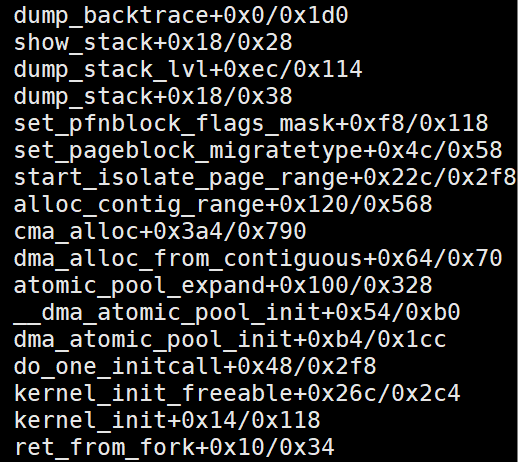 dump_backtrace+0x0/0x1d0
show_stack+0x18/0x28
dump_stack_lvl+0xec/0x114
dump_stack+0x18/0x38
set_pfnblock_flags_mask+0xf8/0x118
set_pageblock_migratetype+0x4c/0x58
start_isolate_page_range+0x22c/0x2f8
alloc_contig_range+0x120/0x568
cma_alloc+0x3a4/0x790
dma_alloc_from_contiguous+0x64/0x70
atomic_pool_expand+0x100/0x328
__dma_atomic_pool_init+0x54/0xb0
dma_atomic_pool_init+0xb4/0x1cc
do_one_initcall+0x48/0x2f8
kernel_init_freeable+0x26c/0x2c4
kernel_init+0x14/0x118
ret_from_fork+0x10/0x34